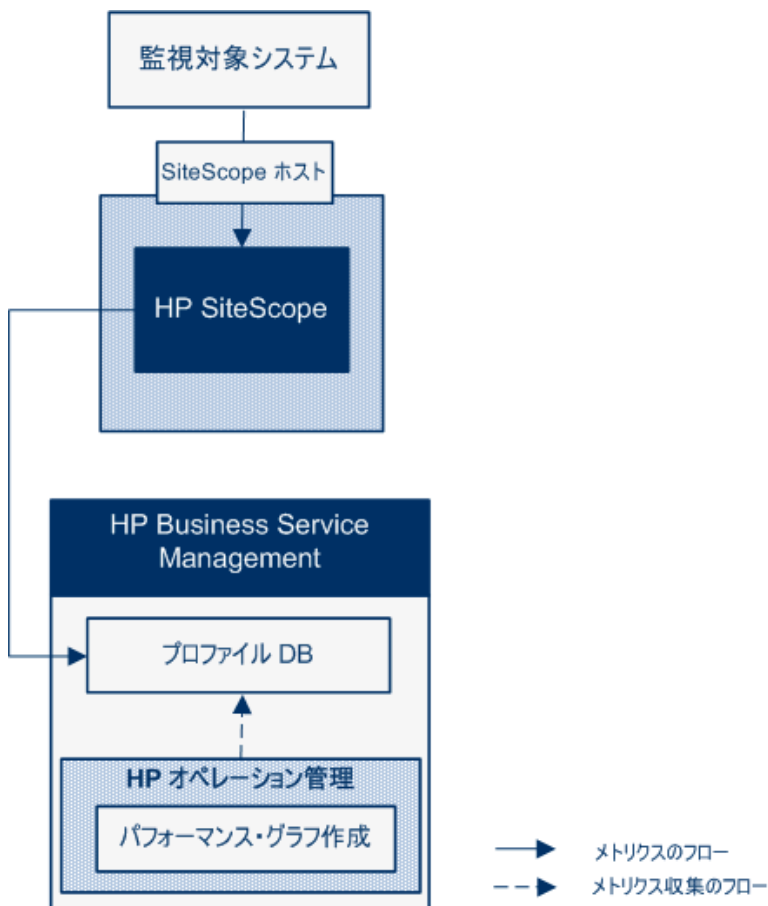 監視対象システム
SiteScope ホスト
HP SiteScope
HP Business Service
Management
プロファイル DB
HP オペレーション管理
パフォーマンス・グラフ作成
メトリクスのフロー
メトリクス収集のフロー